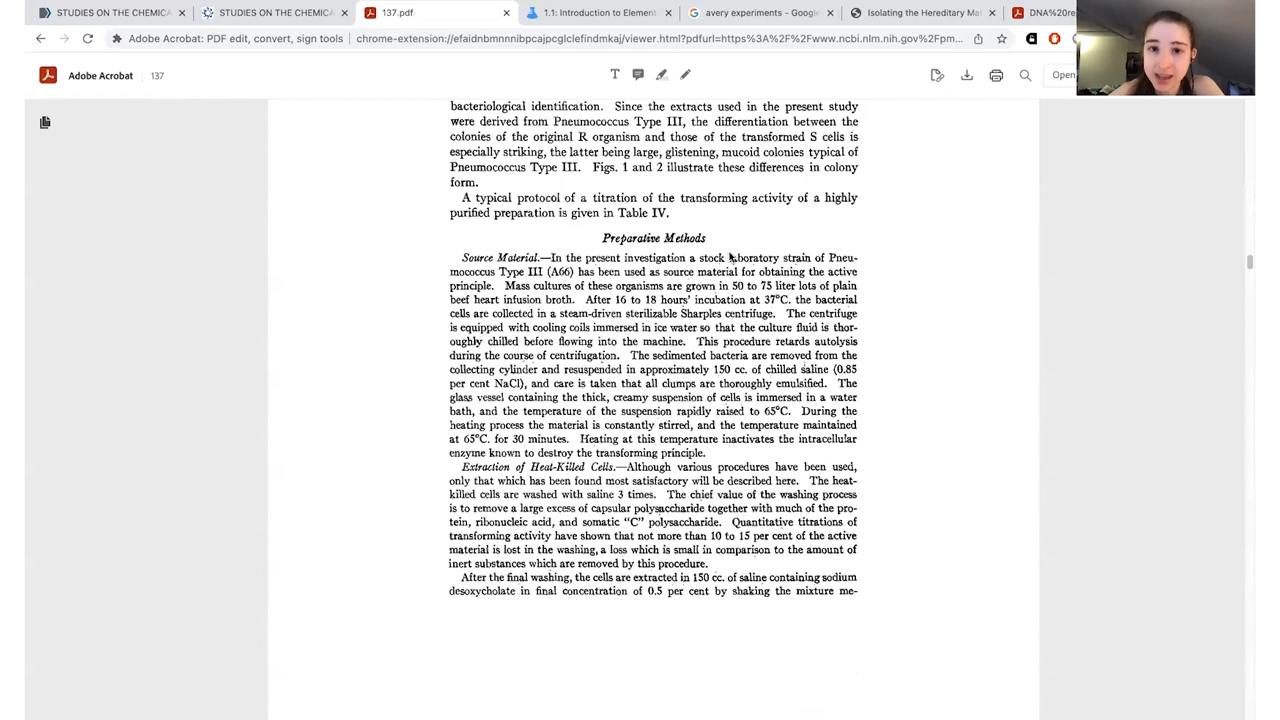 STUDIES ON THE CHEMICA
STUDIES ON THE CHEMICA
137.pdf
1.1: Introduction to Element
avery experiments - Google
Isolating the Hereditary Mat
DNA%20re
Adobe Acrobat: PDF edit, convert, sign tools
chrome-extension://efaidnbmnnnibpcajpcglclefindmkaj/viewer.html?pdfurl=https%3A%2F%2Fwww.ncbi.nlm.nih.gov%2Fpm...
Adobe Acrobat
137
Open
bacteriological identification. Since the extracts used in the present study
were derived from Pneumococcus Type III, the differentiation between the
colonies of the original R organism and those of the transformed S cells is
especially striking, the latter being large, glistening, mucoid colonies typical of
Pneumococcus Type III. Figs. 1 and 2 illustrate these differences in colony
form.
A typical protocol of a titration of the transforming activity of a highly
purified preparation is given in Table IV.
Preparative Methods
Source Material.—In the present investigation a stock laboratory strain of Pneu-
mococcus Type III (A66) has been used as source material for obtaining the active
principle. Mass cultures of these organisms are grown in 50 to 75 liter lots of plain
beef heart infusion broth. After 16 to 18 hours' incubation at 37°C. the bacterial
cells are collected in a steam-driven sterilizable Sharples centrifuge. The centrifuge
is equipped with cooling coils immersed in ice water so that the culture fluid is thor-
oughly chilled before flowing into the machine. This procedure retards autolysis
during the course of centrifugation. The sedimented bacteria are removed from the
collecting cylinder and resuspended in approximately 150 cc. of chilled saline (0.85
per cent NaCl), and care is taken that all clumps are thoroughly emulsified. The
glass vessel containing the thick, creamy suspension of cells is immersed in a water
bath, and the temperature of the suspension rapidly raised to 65°C. During the
heating process the material is constantly stirred, and the temperature maintained
at 65°C. for 30 minutes. Heating at this temperature inactivates the intracellular
enzyme known to destroy the transforming principle.
Extraction of Heat-Killed Cells.—Although various procedures have been used,
only that which has been found most satisfactory will be described here. The heat-
killed cells are washed with saline 3 times. The chief value of the washing process
is to remove a large excess of capsular polysaccharide together with much of the pro-
tein, ribonucleic acid, and somatic "C" polysaccharide. Quantitative titrations of
transforming activity have shown that not more than 10 to 15 per cent of the active
material is lost in the washing, a loss which is small in comparison to the amount of
inert substances which are removed by this procedure.
After the final washing, the cells are extracted in 150 cc. of saline containing sodium
desoxycholate in final concentration of 0.5 per cent by shaking the mixture me-